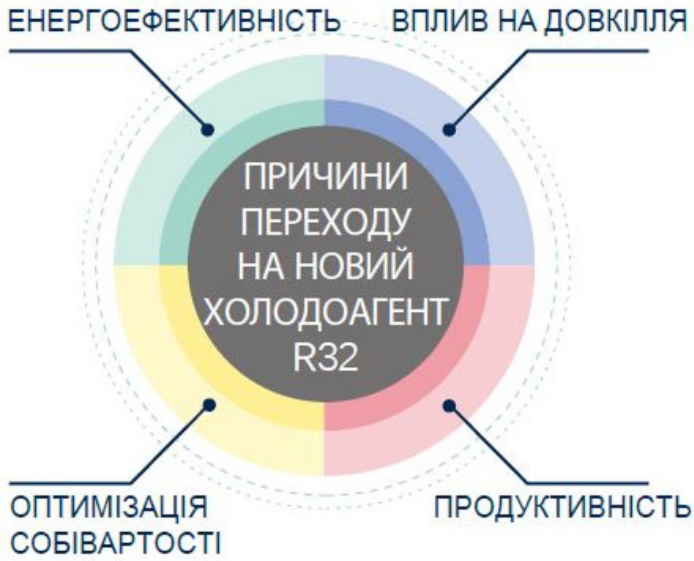 ЕНЕРГОЕФЕКТИВНІСТЬ
ВПЛИВ НА ДОВКІЛЛЯ
ПРИЧИНИ
ПЕРЕХОДУ
НА НОВИЙ
ХОЛОДОАГЕНТ
R32
ОПТИМІЗАЦІЯ
СОБІВАРТОСТІ
ПРОДУКТИВНІСТЬ